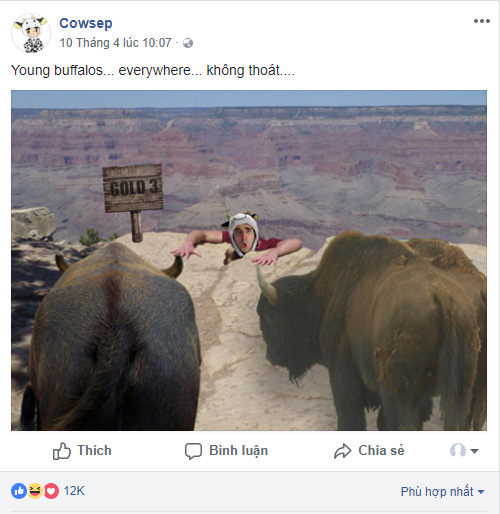 Cowsep
10 Tháng 4 lúc 10:07 ·
Young buffalos... everywhere... không thoát....
GOLD 3
Thích
Bình luận
Chia sẻ
12K
Phù hợp nhất